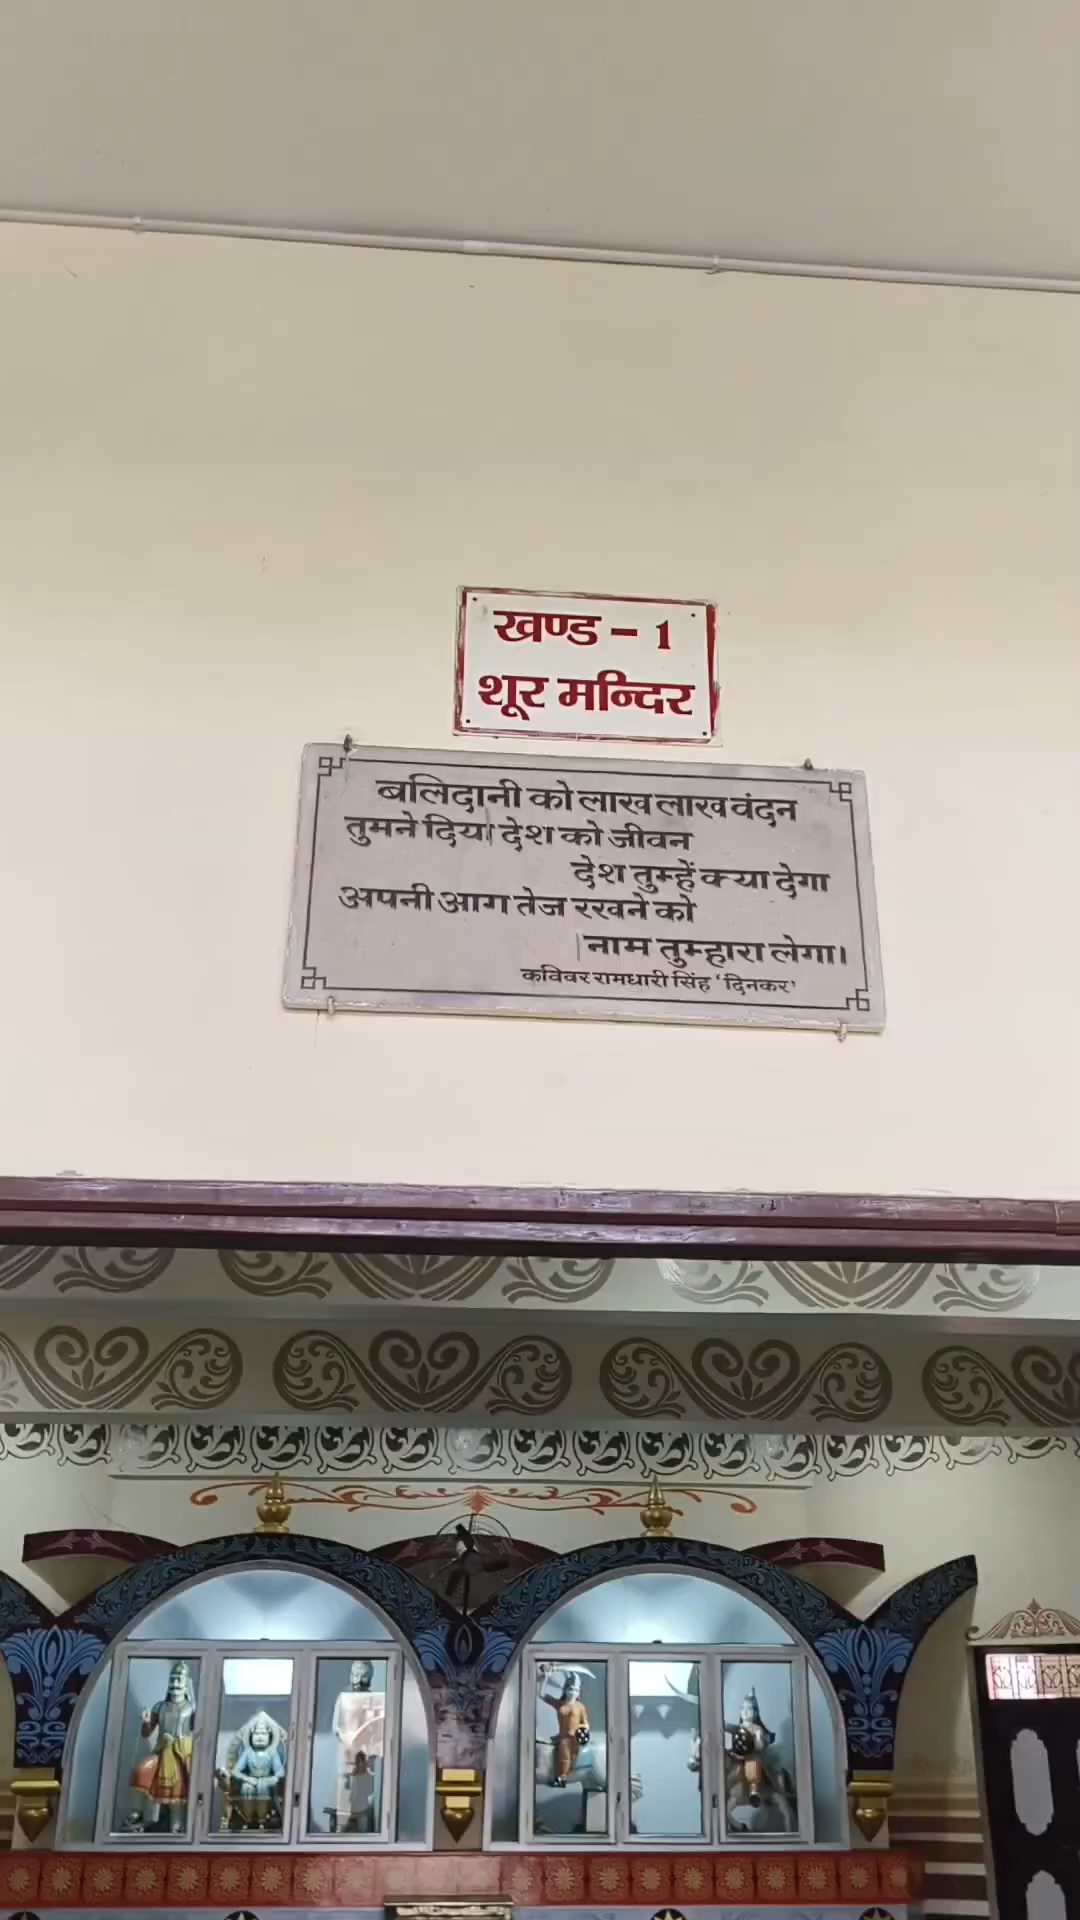 खण्ड - 1
शूर मन्दिर
बलिदानी को लाख लाख वंदन
तुमने दिया देश को जीवन
देश तुम्हें क्या देगा
अपनी आग तेज रखने को
नाम तुम्हारा लेगा।
कविवर रामधारी सिंह 'दिनकर'